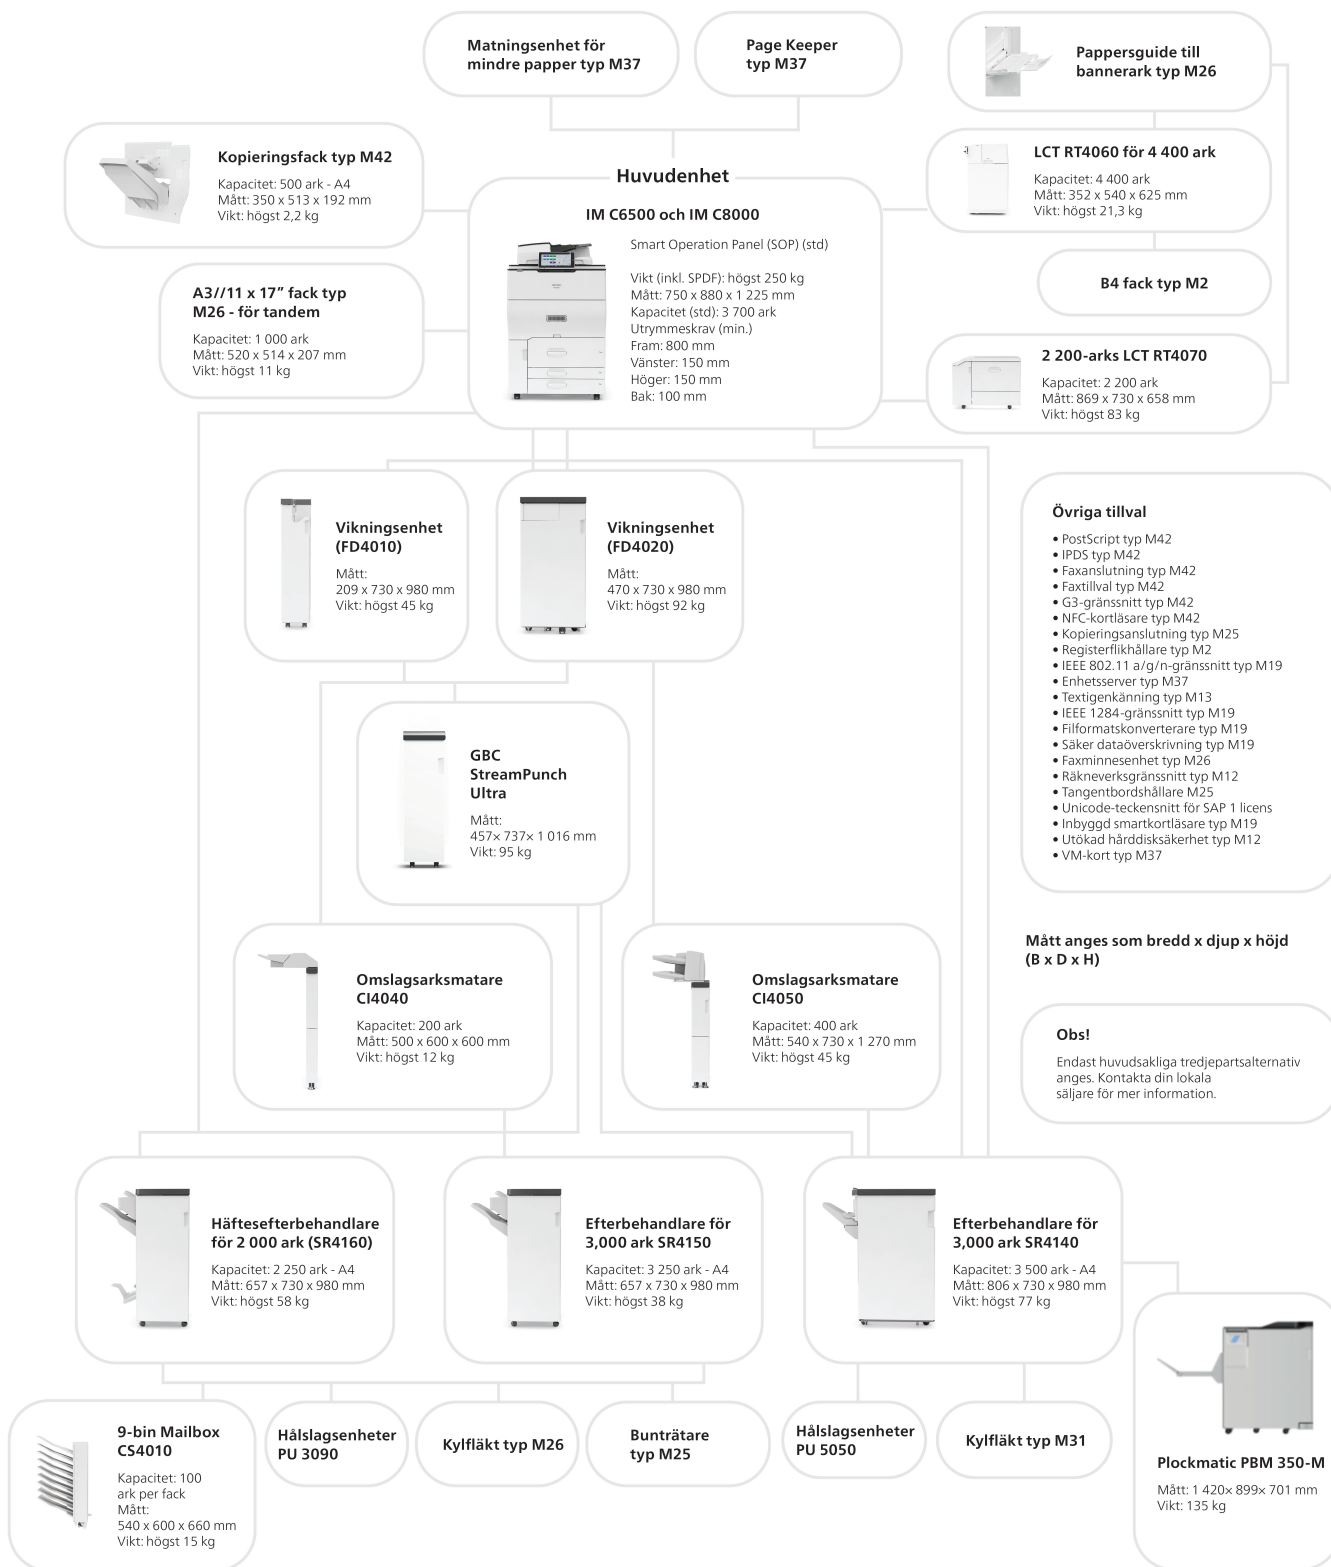 Matningsenhet för
mindre papper typ M37
Page Keeper
typ M37
Pappersguide till
bannerark typ M26
Kopieringsfack typ M42
Kapacitet: 500 ark - A4
Mått: 350 x 513 x 192 mm
Vikt: högst 2,2 kg
LCT RT4060 för 4 400 ark
Kapacitet: 4 400 ark
Mått: 352 x 540 x 625 mm
Vikt: högst 21,3 kg
Huvudenhet
IM C6500 och IM C8000
Smart Operation Panel (SOP) (std)
Vikt (inkl. SPDF): högst 250 kg
Mått: 750 x 880 x 1 225 mm
Kapacitet (std): 3 700 ark
Utrymmeskrav (min.)
Fram: 800 mm
Vänster: 150 mm
Höger: 150 mm
Bak: 100 mm
A3//11 x 17” fack typ
M26 - för tandem
Kapacitet: 1 000 ark
Mått: 520 x 514 x 207 mm
Vikt: högst 11 kg
B4 fack typ M2
2 200-arks LCT RT4070
Kapacitet: 2 200 ark
Mått: 869 x 730 x 658 mm
Vikt: högst 83 kg
Vikningsenhet
(FD4010)
Mått:
209 x 730 x 980 mm
Vikt: högst 45 kg
Vikningsenhet
(FD4020)
Mått:
470 x 730 x 980 mm
Vikt: högst 92 kg
Övriga tillval
• PostScript typ M42
• IPDS typ M42
• Faxanslutning typ M42
• Faxtillval typ M42
• G3-gränssnitt typ M42
• NFC-kortläsare typ M42
• Kopieringsanslutning typ M25
• Registerflikhållare typ M2
• IEEE 802.11 a/g/n-gränssnitt typ M19
• Enhetsserver typ M37
• Textigenkänning typ M13
• IEEE 1284-gränssnitt typ M19
• Filformatskonverterare typ M19
• Säker dataöverskrivning typ M19
• Faxminnesenhet typ M26
• Räkneverksgränssnitt typ M12
• Tangentbordshållare M25
• Unicode-teckensnitt för SAP 1 licens
• Inbyggd smartkortläsare typ M19
• Utökad hårddisksäkerhet typ M12
• VM-kort typ M37
GBC
StreamPunch
Ultra
Mått:
457× 737× 1 016 mm
Vikt: 95 kg
Mått anges som bredd x djup x höjd
(B x D x H)
Omslagsarksmatare
CI4040
Kapacitet: 200 ark
Mått: 500 x 600 x 600 mm
Vikt: högst 12 kg
Omslagsarksmatare
CI4050
Kapacitet: 400 ark
Mått: 540 x 730 x 1 270 mm
Vikt: högst 45 kg
Obs!
Endast huvudsakliga tredjepartsalternativ
anges. Kontakta din lokala
säljare för mer information.
Häftesefterbehandlare
för 2 000 ark (SR4160)
Kapacitet: 2 250 ark - A4
Mått: 657 x 730 x 980 mm
Vikt: högst 58 kg
Efterbehandlare för
3,000 ark SR4150
Kapacitet: 3 250 ark - A4
Mått: 657 x 730 x 980 mm
Vikt: högst 38 kg
Efterbehandlare för
3,000 ark SR4140
Kapacitet: 3 500 ark - A4
Mått: 806 x 730 x 980 mm
Vikt: högst 77 kg
9-bin Mailbox
CS4010
Kapacitet: 100
ark per fack
Mått:
540 x 600 x 660 mm
Vikt: högst 15 kg
Hålslagsenheter
PU 3090
Kylfläkt typ M26
Bunträtare
typ M25
Hålslagsenheter
PU 5050
Kylfläkt typ M31
Plockmatic PBM 350-M
Mått: 1 420× 899× 701 mm
Vikt: 135 kg